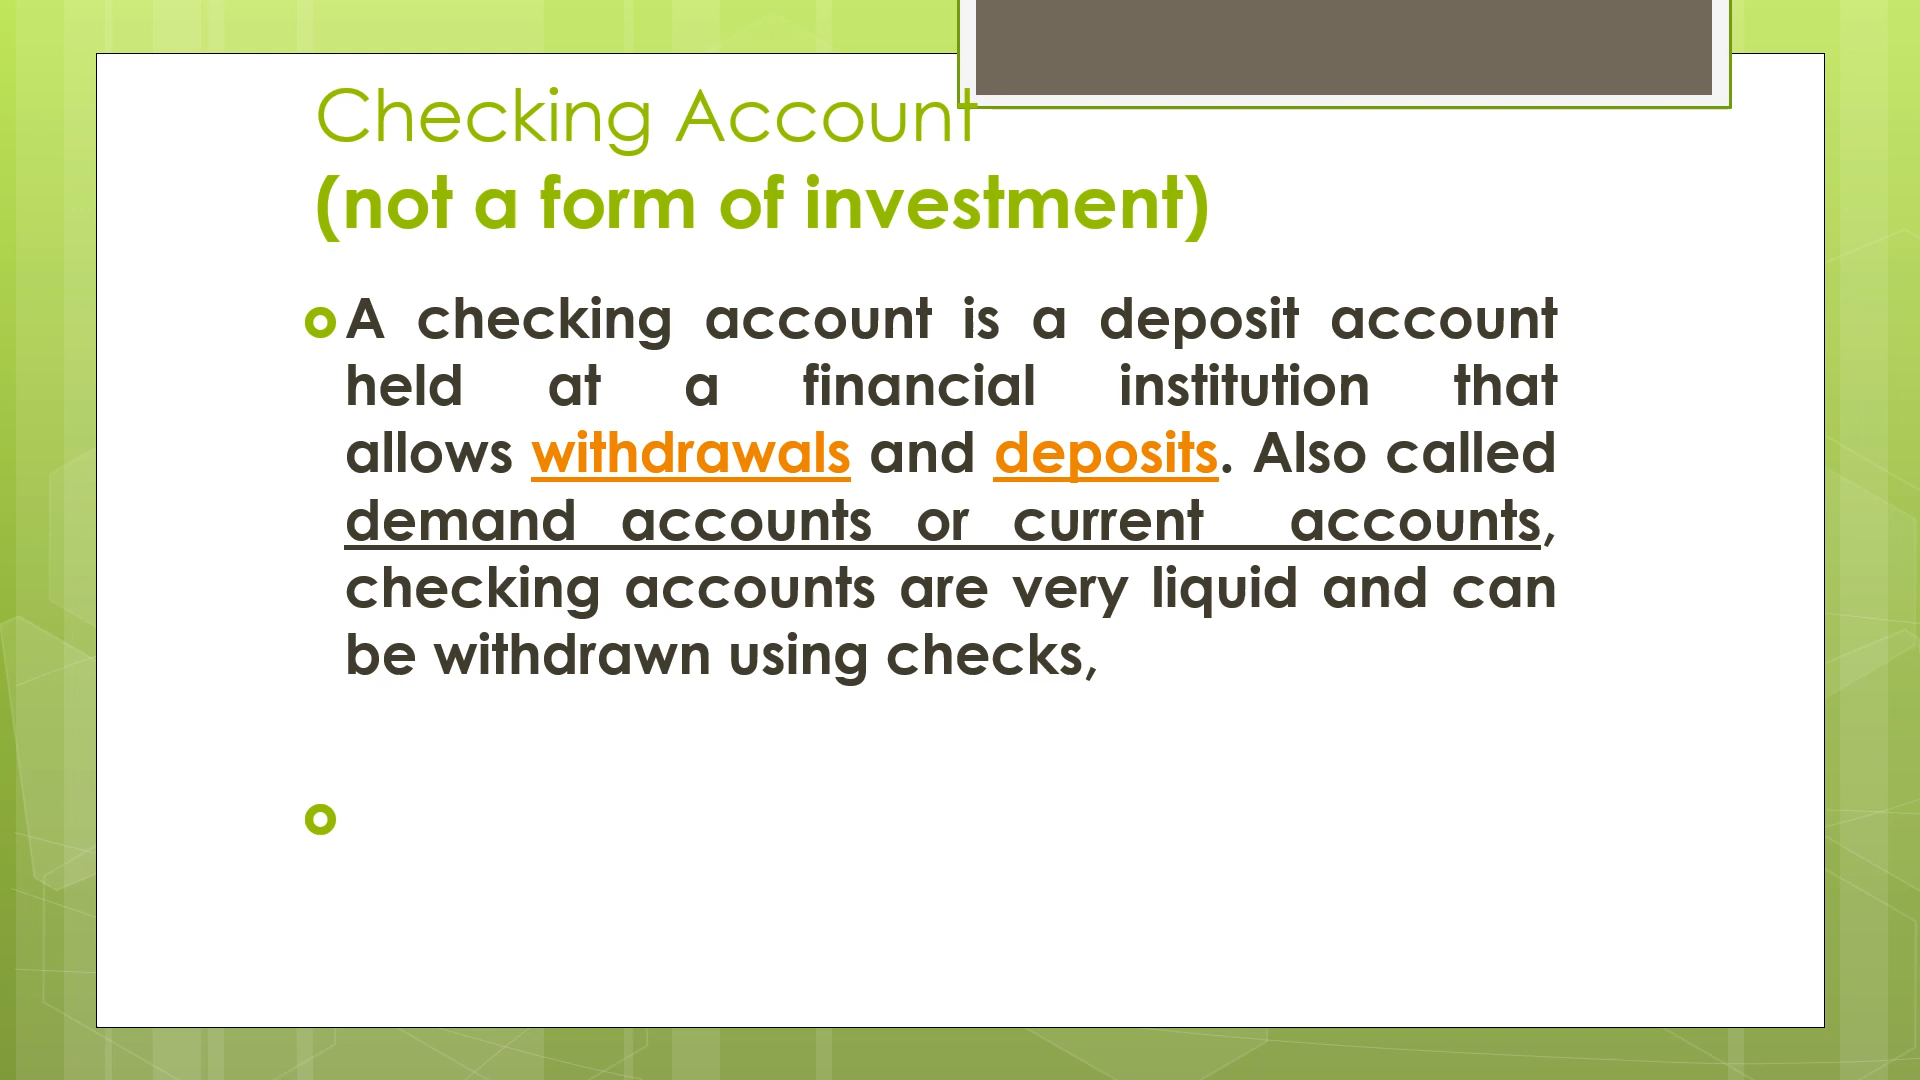 Checking Account
(not a form of investment)
A checking account is a deposit account
held at a financial institution that
allows withdrawals and deposits. Also called
demand accounts or current accounts,
checking accounts are very liquid and can
be withdrawn using checks,